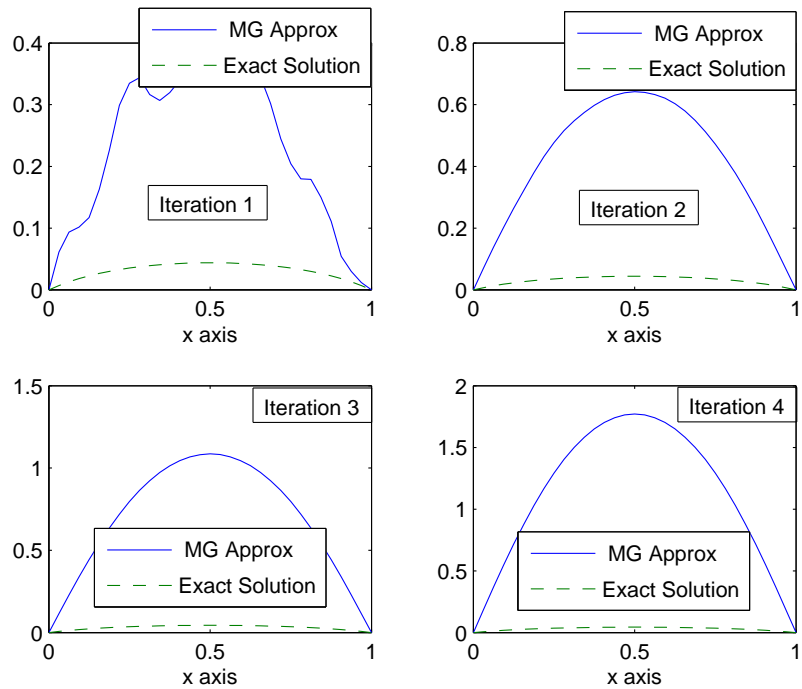 MG Approx
Exact Solution
0.4
0.3
0.2
0.1
0
Iteration 1
0
0.5
1
x axis
MG Approx
Exact Solution
0.8
0.6
0.4
0.2
0
Iteration 2
0
0.5
1
x axis
1.5
1
0.5
0
Iteration 3
MG Approx
Exact Solution
0
0.5
1
x axis
2
1.5
1
0.5
0
Iteration 4
MG Approx
Exact Solution
0
0.5
1
x axis